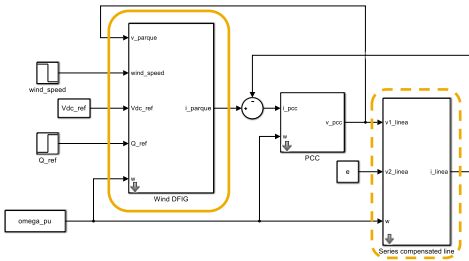 v_parque
wind_speed
wind_speed
Vdc_ref
Vdc_ref
i_parque
Q_ref
Q_ref
w
Wind DFIG
omega_pu
+
-
i_pcc
v_pcc
w
PCC
e
v1_linea
v2_linea
i_linea
w
Series compensated line